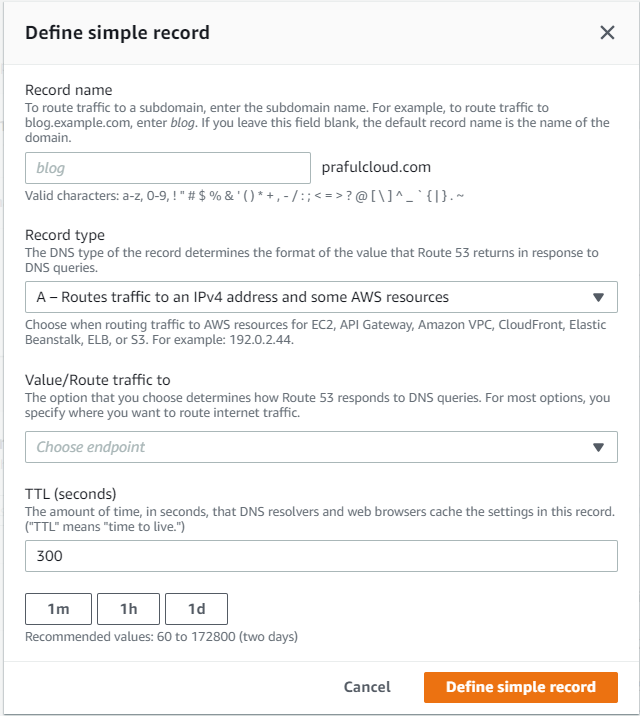 Define simple record
Record name
To route traffic to a subdomain, enter the subdomain name. For example, to route traffic to
blog.example.com, enter blog. If you leave this field blank, the default record name is the name of the
domain.
blog
prafulcloud.com
Valid characters: a-z, 0-9, ! " # $ % & ' ( ) * + , - / : ; < = > ? @ [ \ ] ^ _ ` { | } . ~
Record type
The DNS type of the record determines the format of the value that Route 53 returns in response to
DNS queries.
A – Routes traffic to an IPv4 address and some AWS resources
Choose when routing traffic to AWS resources for EC2, API Gateway, Amazon VPC, CloudFront, Elastic
Beanstalk, ELB, or S3. For example: 192.0.2.44.
Value/Route traffic to
The option that you choose determines how Route 53 responds to DNS queries. For most options, you
specify where you want to route internet traffic.
Choose endpoint
TTL (seconds)
The amount of time, in seconds, that DNS resolvers and web browsers cache the settings in this record.
("TTL" means "time to live.")
300
1m
1h
1d
Recommended values: 60 to 172800 (two days)
Cancel
Define simple record